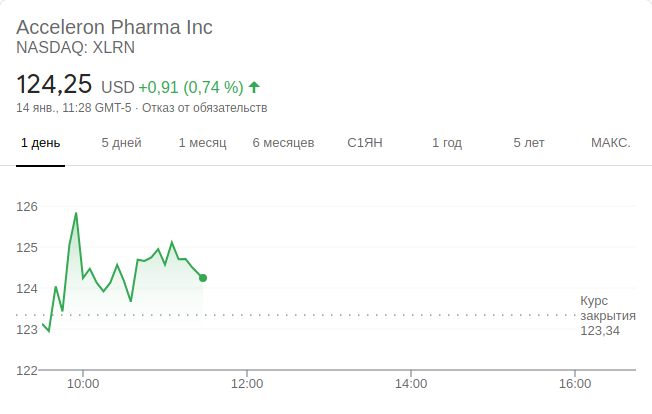 Acceleron Pharma Inc
NASDAQ: XLRN
124,25 USD +0,91 (0,74 %)
14 янв., 11:28 GMT-5 · Отказ от обязательств
1 день 5 дней 1 месяц 6 месяцев С1ЯН 1 год 5 лет МАКС.
126
125
124
Курс
закрытия
123,34
123
122
10:00 12:00 14:00 16:00